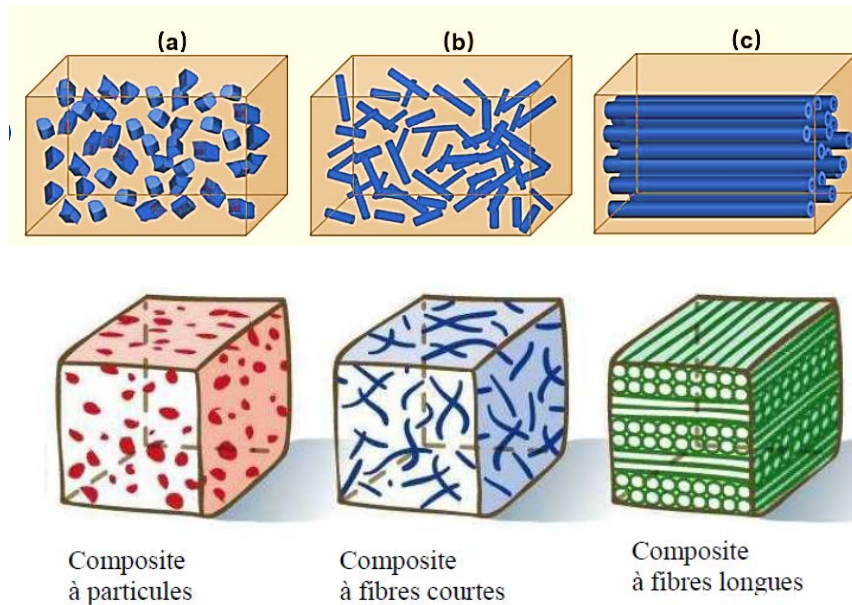 (a)
(b)
(c)
Composite
à particules
Composite
à fibres courtes
Composite
à fibres longues